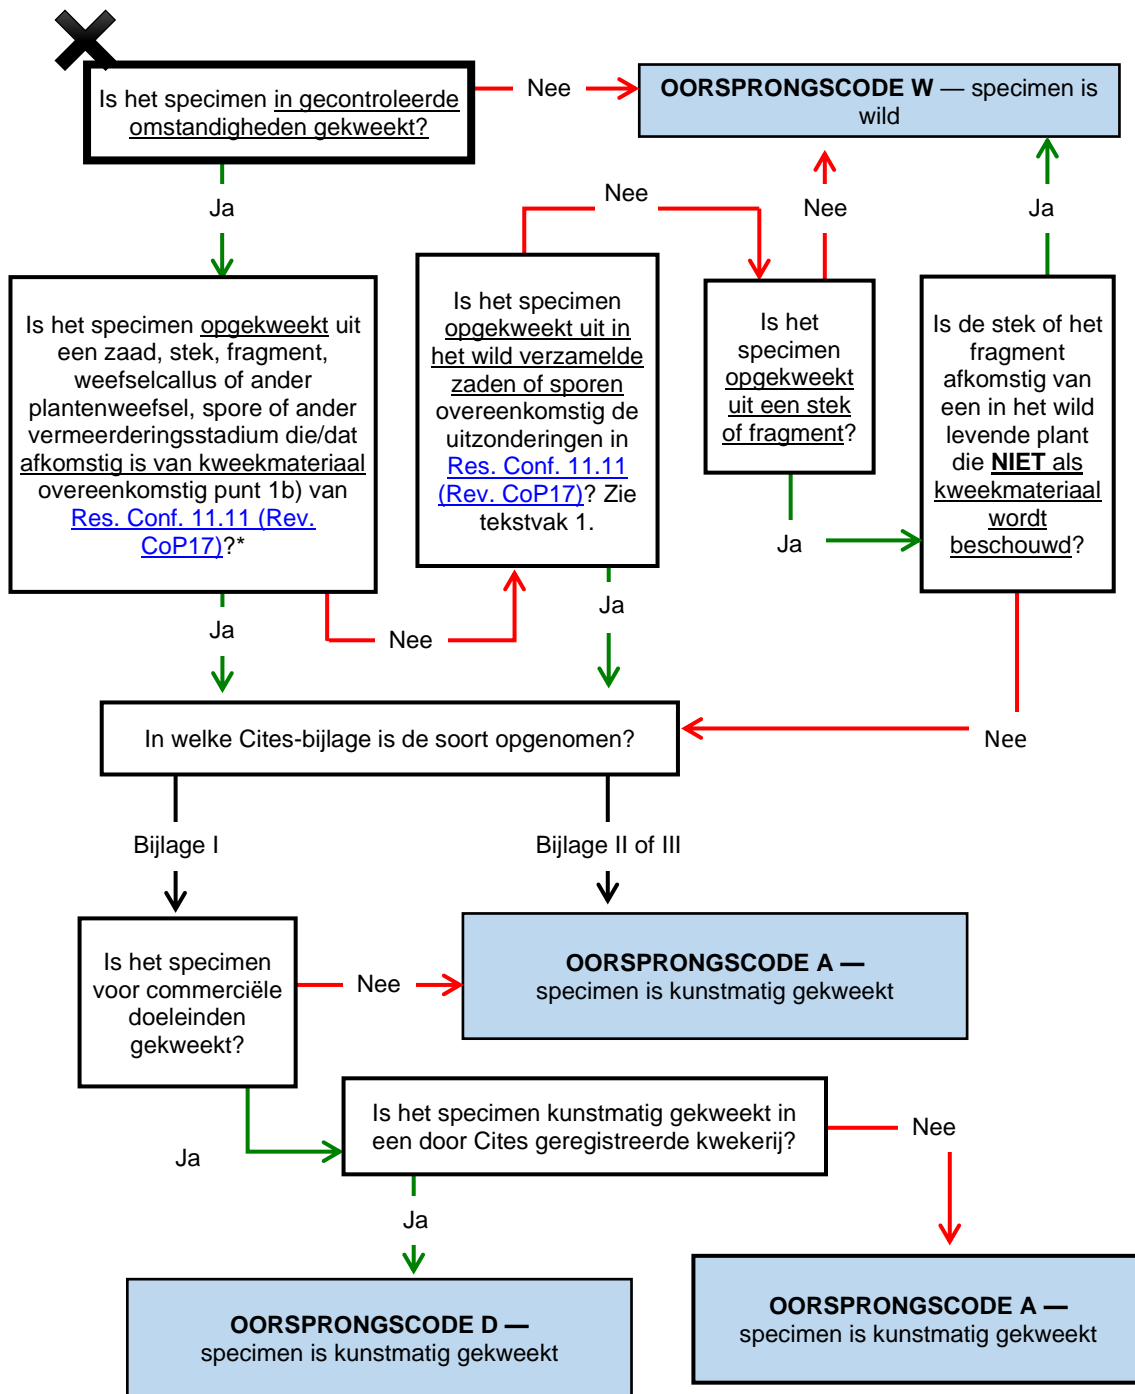 Is het specimen in gecontroleerde
omstandigheden gekweekt?
Nee
OORSPRONGSCODE W — specimen is
wild
Ja
Nee
Nee
Ja
Is het specimen opgekweekt uit
een zaad, stek, fragment,
weefselcallus of ander
plantenweefsel, spore of ander
vermeerderingsstadium die/dat
afkomstig is van kweekmateriaal
overeenkomstig punt 1b) van
Res. Conf. 11.11 (Rev.
CoP17)?*
Is het specimen
opgekweekt uit in
het wild verzamelde
zaden of sporen
overeenkomstig de
uitzonderingen in
Res. Conf. 11.11
(Rev. CoP17)? Zie
tekstvak 1.
Is het
specimen
opgekweekt
uit een stek
of fragment?
Is de stek of het
fragment
afkomstig van
een in het wild
levende plant
die NIET als
kweekmateriaal
wordt
beschouwd?
Ja
Ja
Nee
Ja
Nee
In welke Cites-bijlage is de soort opgenomen?
Bijlage I
Bijlage II of III
Is het specimen
voor commerciële
doeleinden
gekweekt?
Nee
OORSPRONGSCODE A —
specimen is kunstmatig gekweekt
Ja
Is het specimen kunstmatig gekweekt in
een door Cites geregistreerde kwekerij?
Nee
Ja
OORSPRONGSCODE D —
specimen is kunstmatig gekweekt
OORSPRONGSCODE A —
specimen is kunstmatig gekweekt